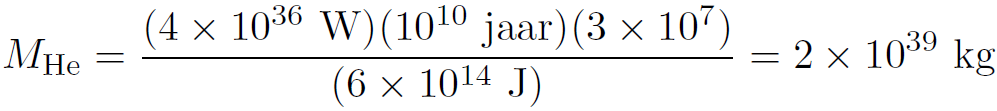 M_He = (4 × 10^36 W)(10^10 jaar)(3 × 10^7) / (6 × 10^14 J) = 2 × 10^39 kg